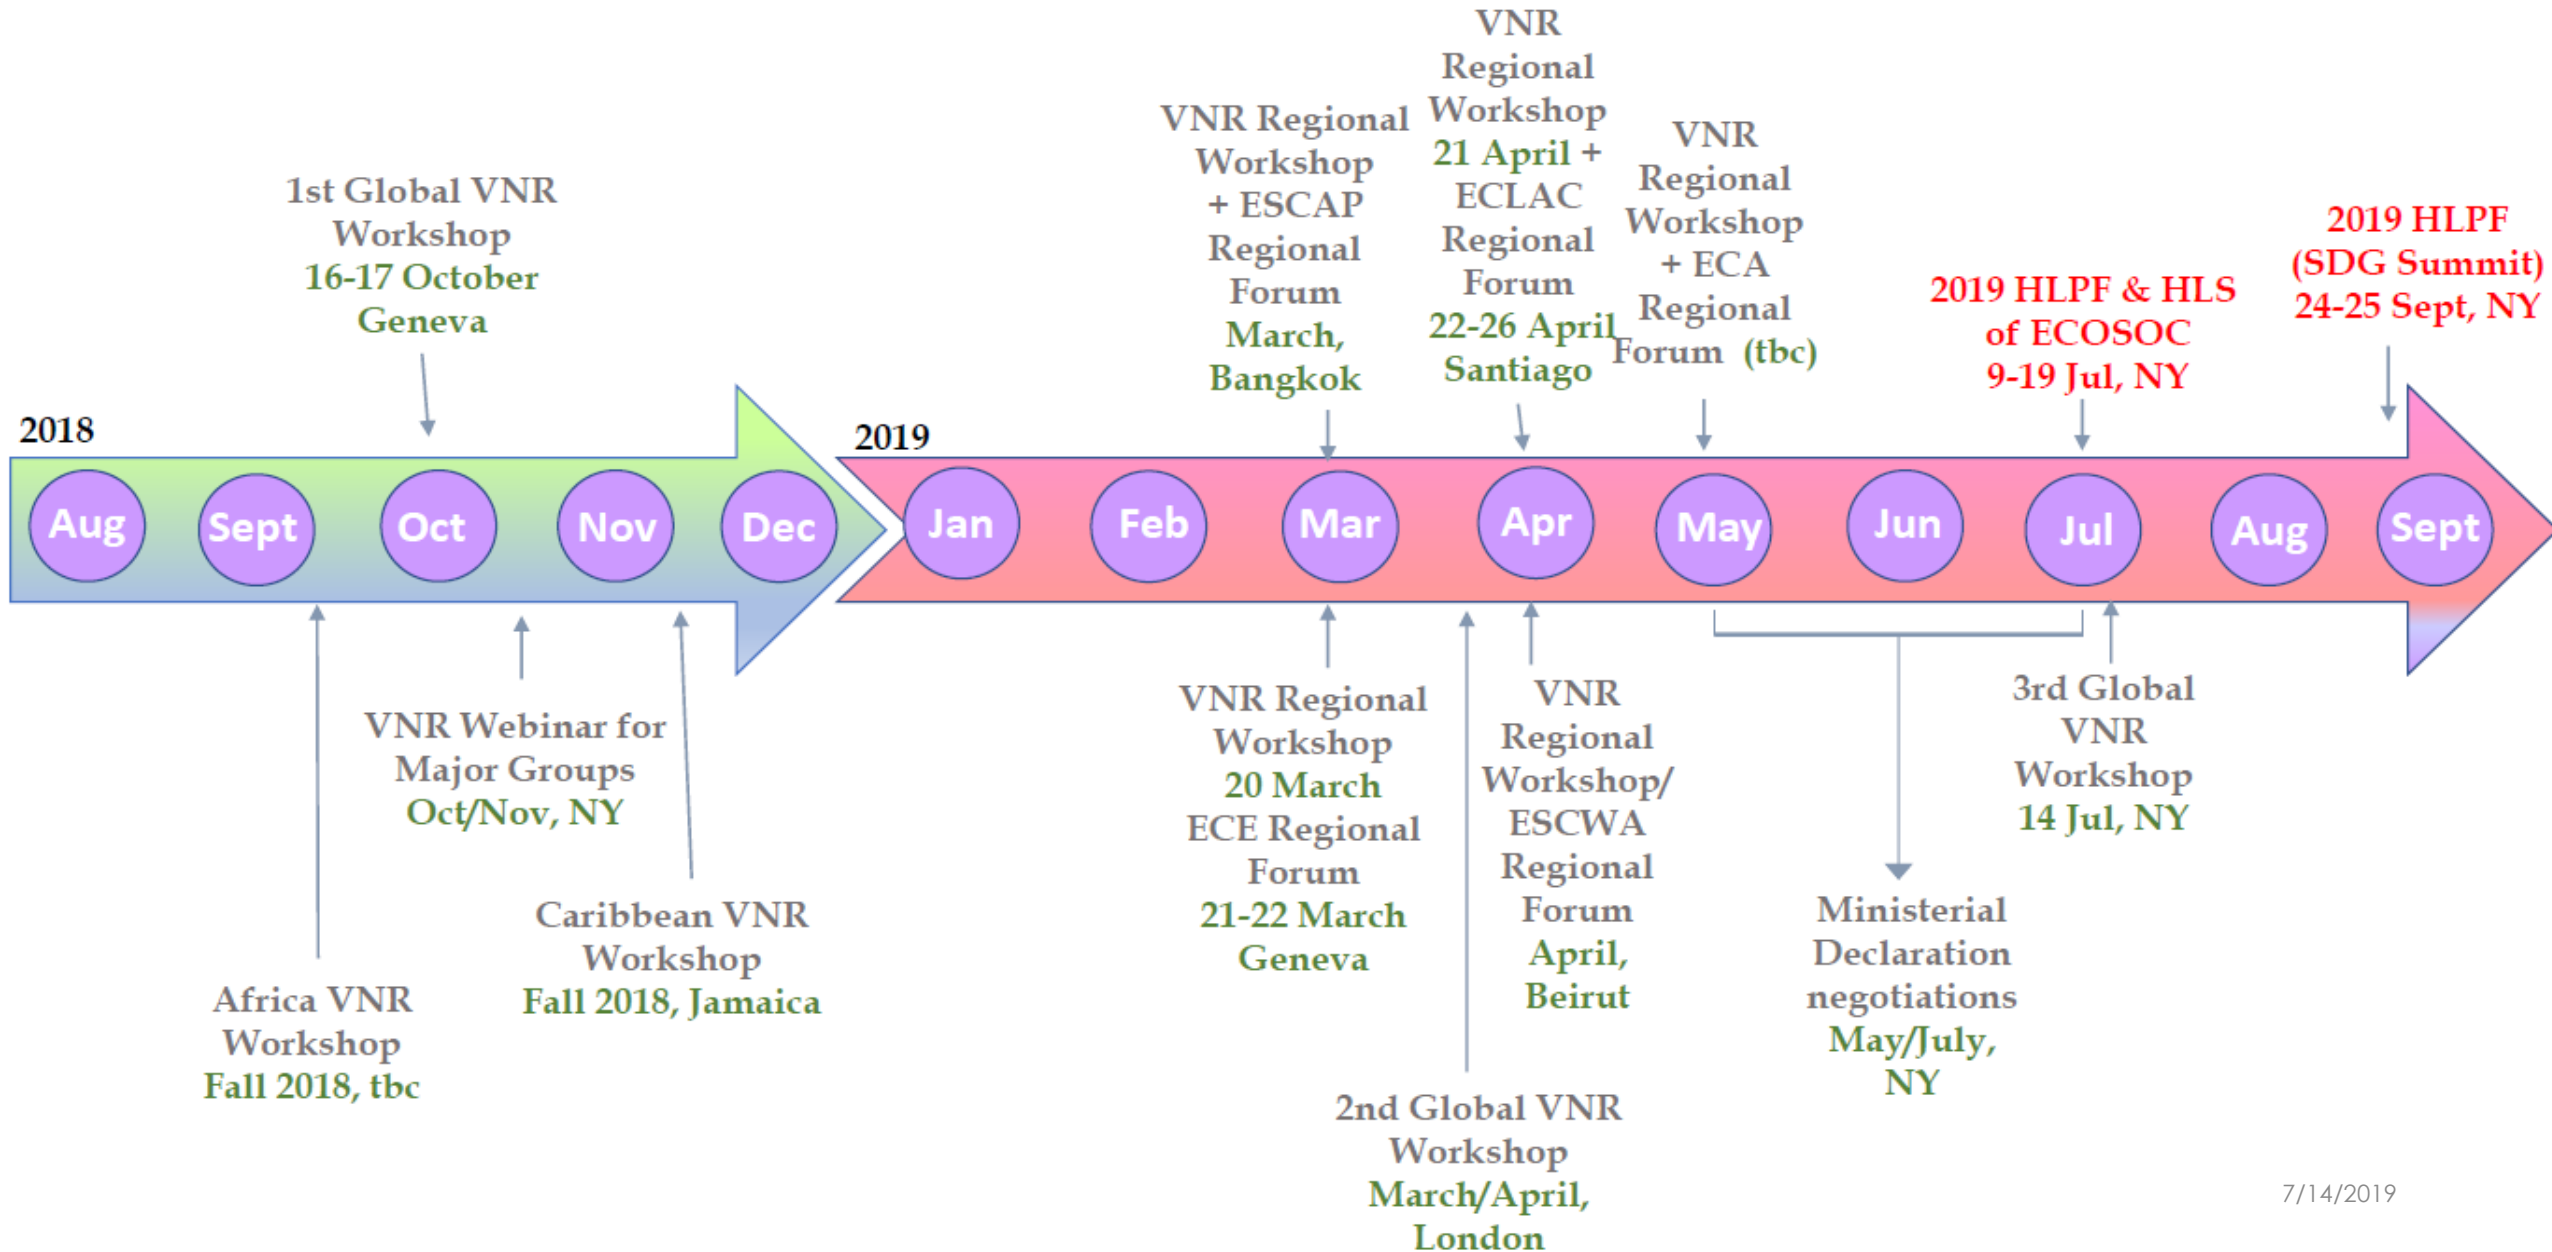 1st Global VNR
Workshop
16-17 October
Geneva
VNR Regional
Workshop
+ ESCAP
Regional
Forum
March,
Bangkok
VNR
Regional
Workshop
21 April +
ECLAC
Regional
Forum
22-26 April
Santiago
VNR
Regional
Workshop
+ ECA
Regional
Forum (tbc)
2019 HLPF & HLS
of ECOSOC
9-19 Jul, NY
2019 HLPF
(SDG Summit)
24-25 Sept, NY
2018
2019
Aug Sept Oct Nov Dec Jan Feb Mar Apr May Jun Jul Aug Sept
Africa VNR
Workshop
Fall 2018, tbc
VNR Webinar for
Major Groups
Oct/Nov, NY
Caribbean VNR
Workshop
Fall 2018, Jamaica
VNR Regional
Workshop
20 March
ECE Regional
Forum
21-22 March
Geneva
2nd Global VNR
Workshop
March/April,
London
VNR
Regional
Workshop/
ESCWA
Regional
Forum
April,
Beirut
Ministerial
Declaration
negotiations
May/July,
NY
3rd Global
VNR
Workshop
14 Jul, NY
7/14/2019